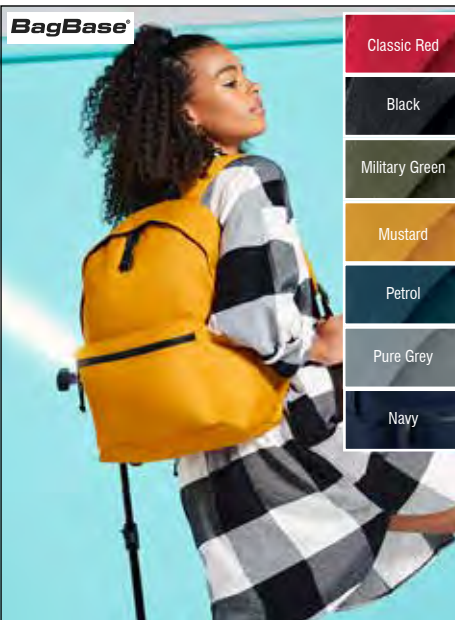 BagBase®
Classic Red
Black
Military Green
Mustard
Petrol
Pure Grey
Navy